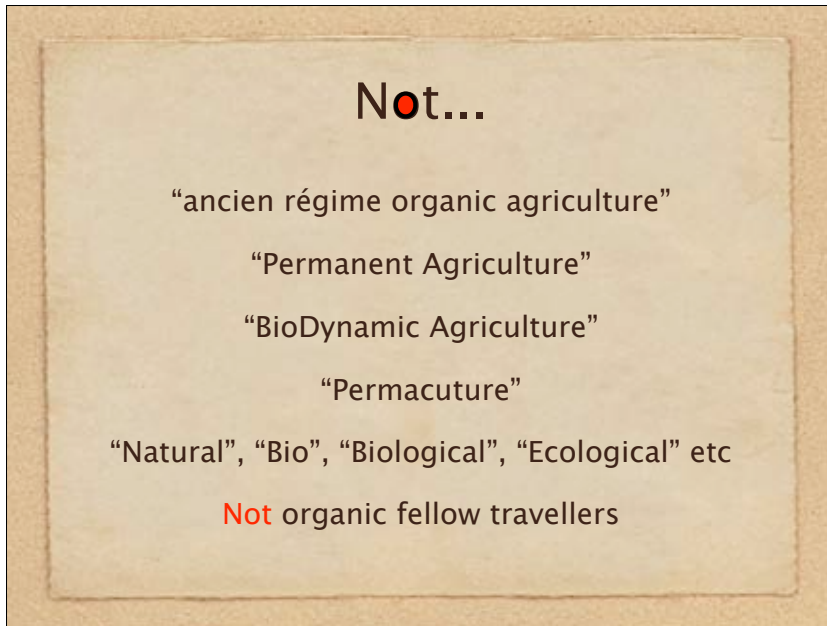 Not...
“ancien régime organic agriculture”
“Permanent Agriculture”
“BioDynamic Agriculture”
“Permacuture”
“Natural”, “Bio”, “Biological”, “Ecological” etc
Not organic fellow travellers